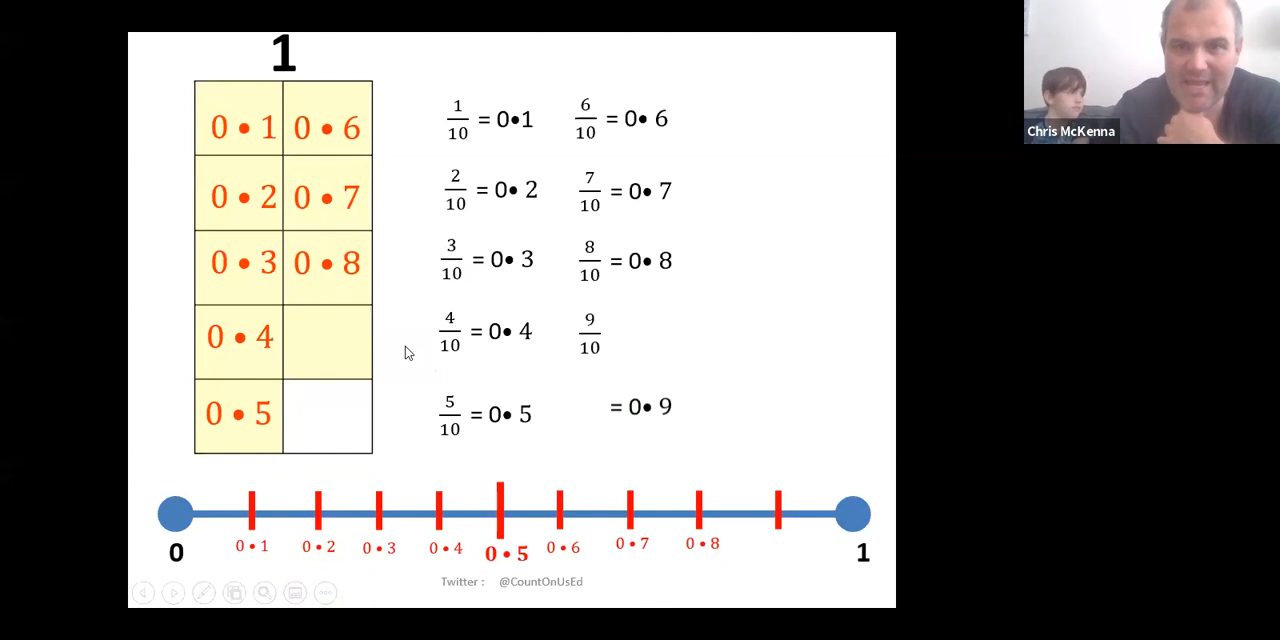 1
0 • 1 0 • 6
0 • 2 0 • 7
0 • 3 0 • 8
0 • 4
0 • 5
1/10 = 0•1 6/10 = 0• 6
2/10 = 0• 2 7/10 = 0• 7
3/10 = 0• 3 8/10 = 0• 8
4/10 = 0• 4 9/10
5/10 = 0• 5 = 0• 9
0 • 1 0 • 2 0 • 3 0 • 4 0 • 5 0 • 6 0 • 7 0 • 8
0 1
Twitter : @CountOnUsEd
Chris McKenna